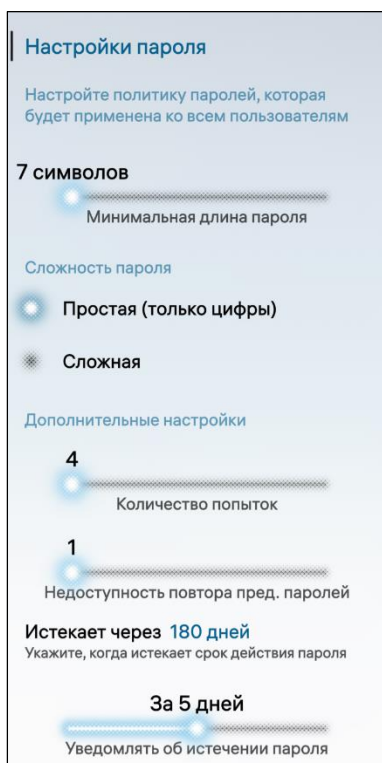 Настройки пароля
Настройте политику паролей, которая
будет применена ко всем пользователям
7 символов
Минимальная длина пароля
Сложность пароля
Простая (только цифры)
Сложная
Дополнительные настройки
4
Количество попыток
1
Недоступность повтора пред. паролей
Истекает через 180 дней
Укажите, когда истекает срок действия пароля
За 5 дней
Уведомлять об истечении пароля